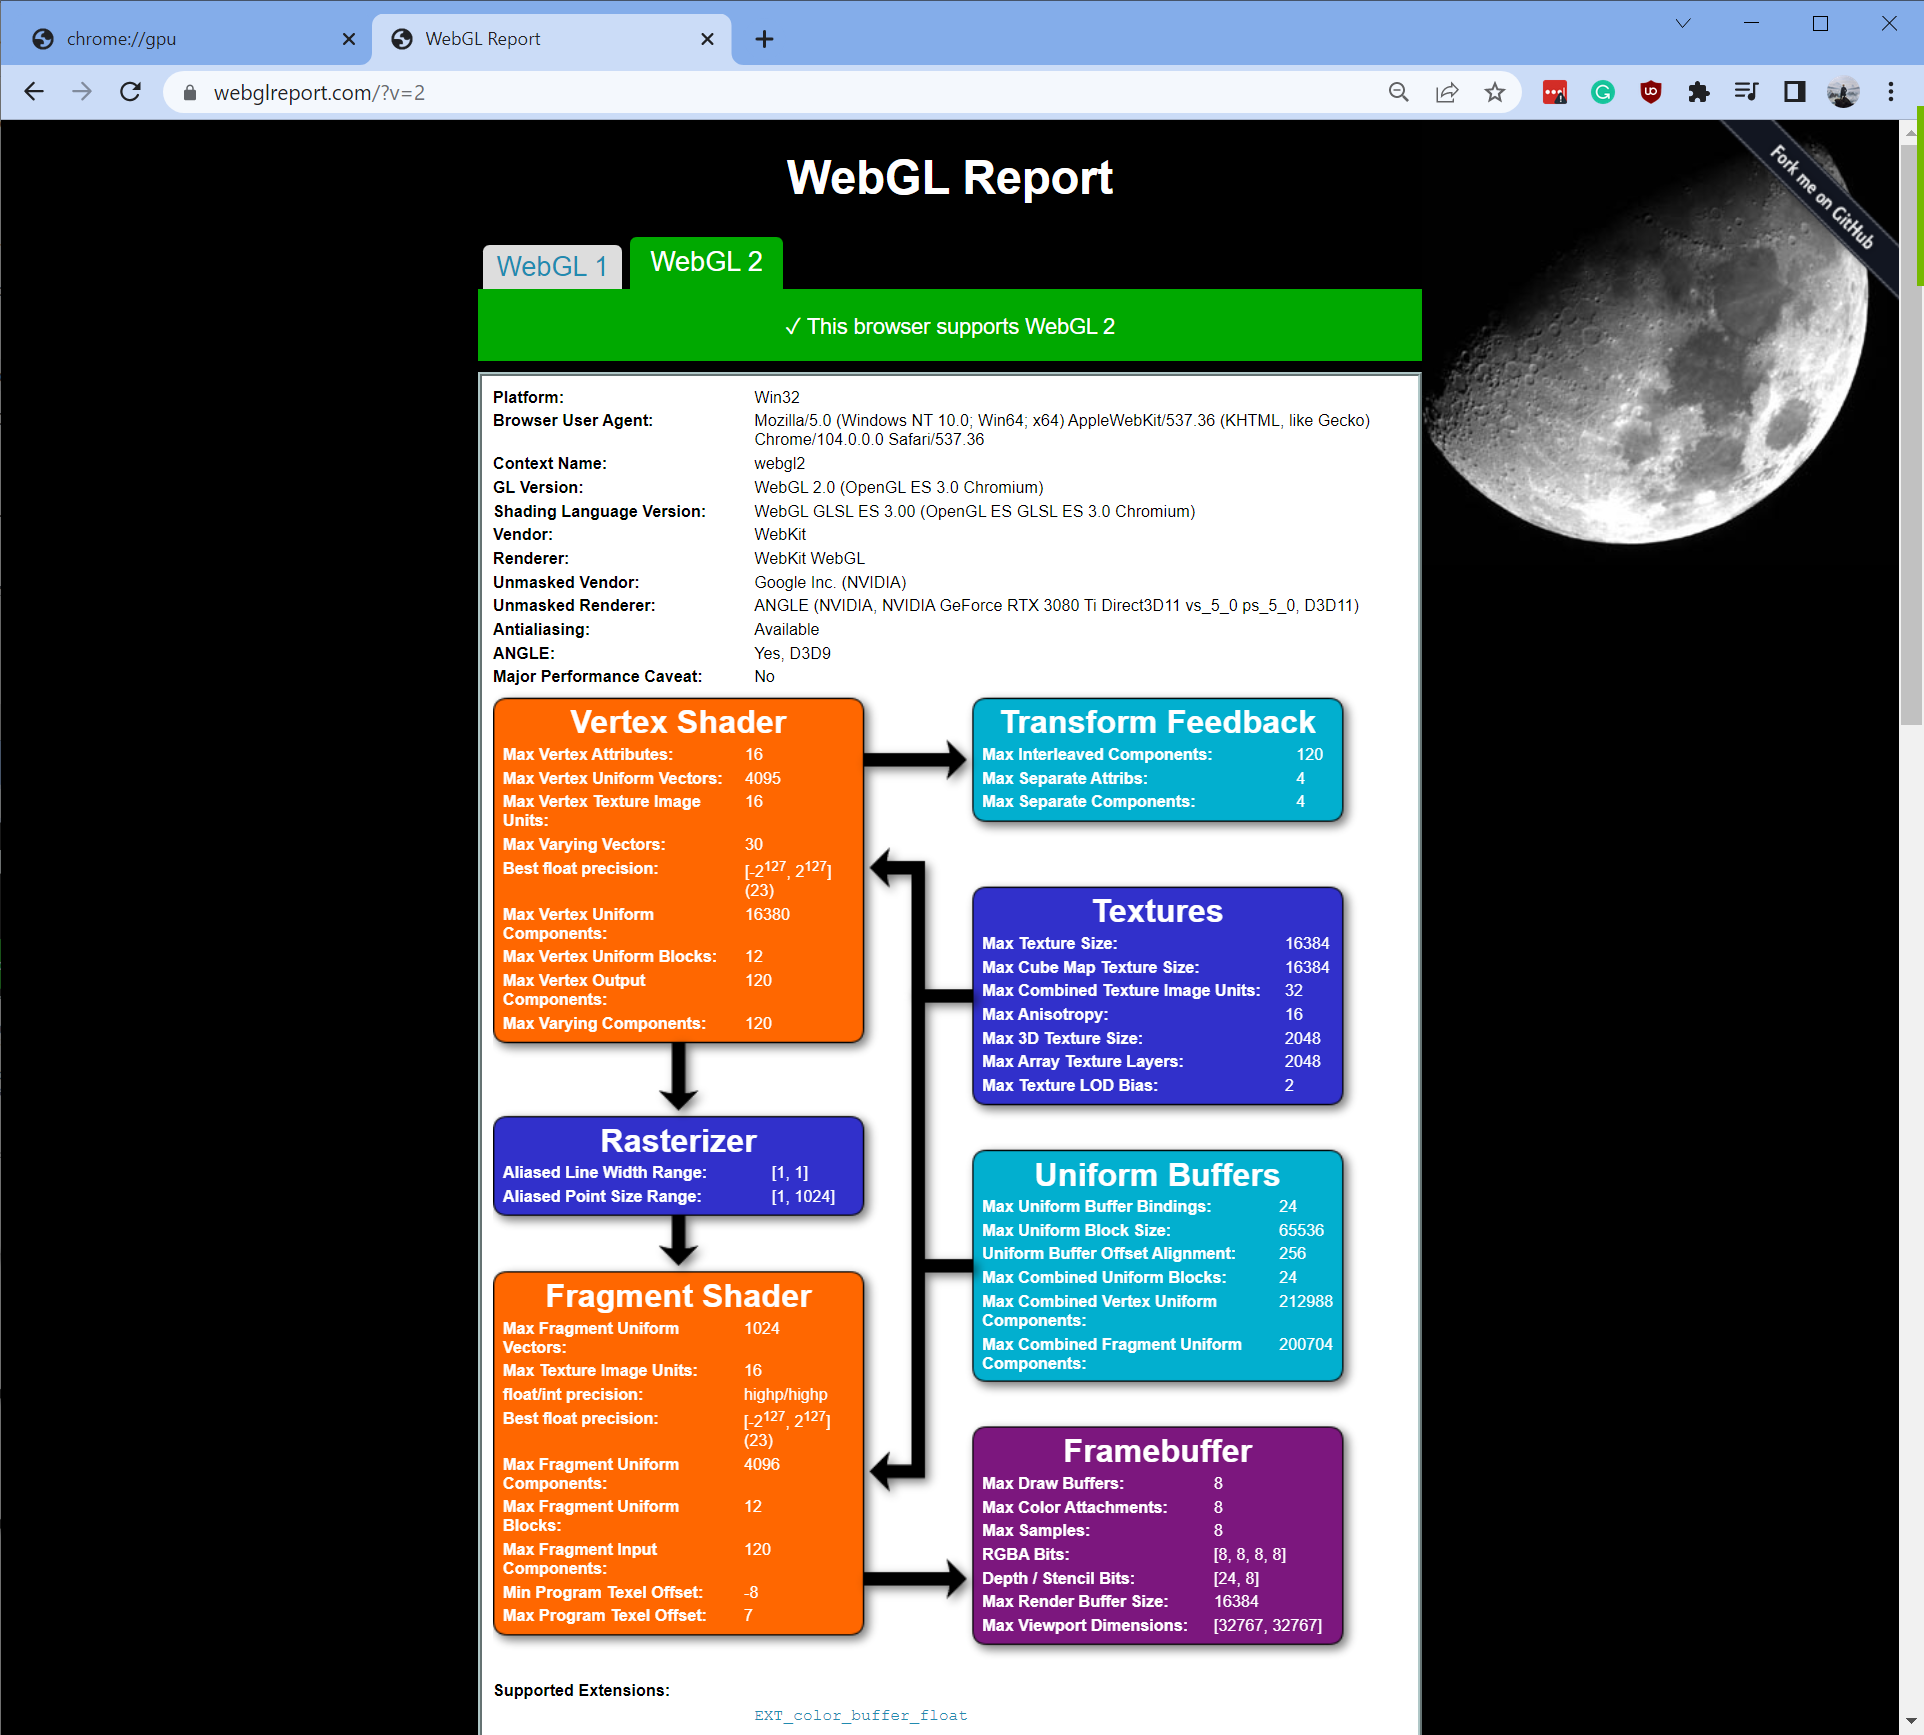 chrome://gpu
WebGL Report
webglreport.com/?v=2
Fork me on GitHub
WebGL Report
WebGL 1
WebGL 2
✓ This browser supports WebGL 2
Platform: Win32
Browser User Agent: Mozilla/5.0 (Windows NT 10.0; Win64; x64) AppleWebKit/537.36 (KHTML, like Gecko)
Chrome/104.0.0.0 Safari/537.36
Context Name: webgl2
GL Version: WebGL 2.0 (OpenGL ES 3.0 Chromium)
Shading Language Version: WebGL GLSL ES 3.00 (OpenGL ES GLSL ES 3.0 Chromium)
Vendor: WebKit
Renderer: WebKit WebGL
Unmasked Vendor: Google Inc. (NVIDIA)
Unmasked Renderer: ANGLE (NVIDIA, NVIDIA GeForce RTX 3080 Ti Direct3D11 vs_5_0 ps_5_0, D3D11)
Antialiasing: Available
ANGLE: Yes, D3D9
Major Performance Caveat: No
Vertex Shader
Max Vertex Attributes: 16
Max Vertex Uniform Vectors: 4095
Max Vertex Texture Image 16
Units:
Max Varying Vectors: 30
Best float precision: [-2^127, 2^127]
(23)
Max Vertex Uniform 16380
Components:
Max Vertex Uniform Blocks: 12
Max Vertex Output 120
Components:
Max Varying Components: 120
Transform Feedback
Max Interleaved Components: 120
Max Separate Attribs: 4
Max Separate Components: 4
Textures
Max Texture Size: 16384
Max Cube Map Texture Size: 16384
Max Combined Texture Image Units: 32
Max Anisotropy: 16
Max 3D Texture Size: 2048
Max Array Texture Layers: 2048
Max Texture LOD Bias: 2
Rasterizer
Aliased Line Width Range: [1, 1]
Aliased Point Size Range: [1, 1024]
Uniform Buffers
Max Uniform Buffer Bindings: 24
Max Uniform Block Size: 65536
Uniform Buffer Offset Alignment: 256
Max Combined Uniform Blocks: 24
Max Combined Vertex Uniform 212988
Components:
Max Combined Fragment Uniform 200704
Components:
Fragment Shader
Max Fragment Uniform 1024
Vectors:
Max Texture Image Units: 16
float/int precision: highp/highp
Best float precision: [-2^127, 2^127]
(23)
Max Fragment Uniform 4096
Components:
Max Fragment Uniform 12
Blocks:
Max Fragment Input 120
Components:
Min Program Texel Offset: -8
Max Program Texel Offset: 7
Framebuffer
Max Draw Buffers: 8
Max Color Attachments: 8
Max Samples: 8
RGBA Bits: [8, 8, 8, 8]
Depth / Stencil Bits: [24, 8]
Max Render Buffer Size: 16384
Max Viewport Dimensions: [32767, 32767]
Supported Extensions:
EXT_color_buffer_float